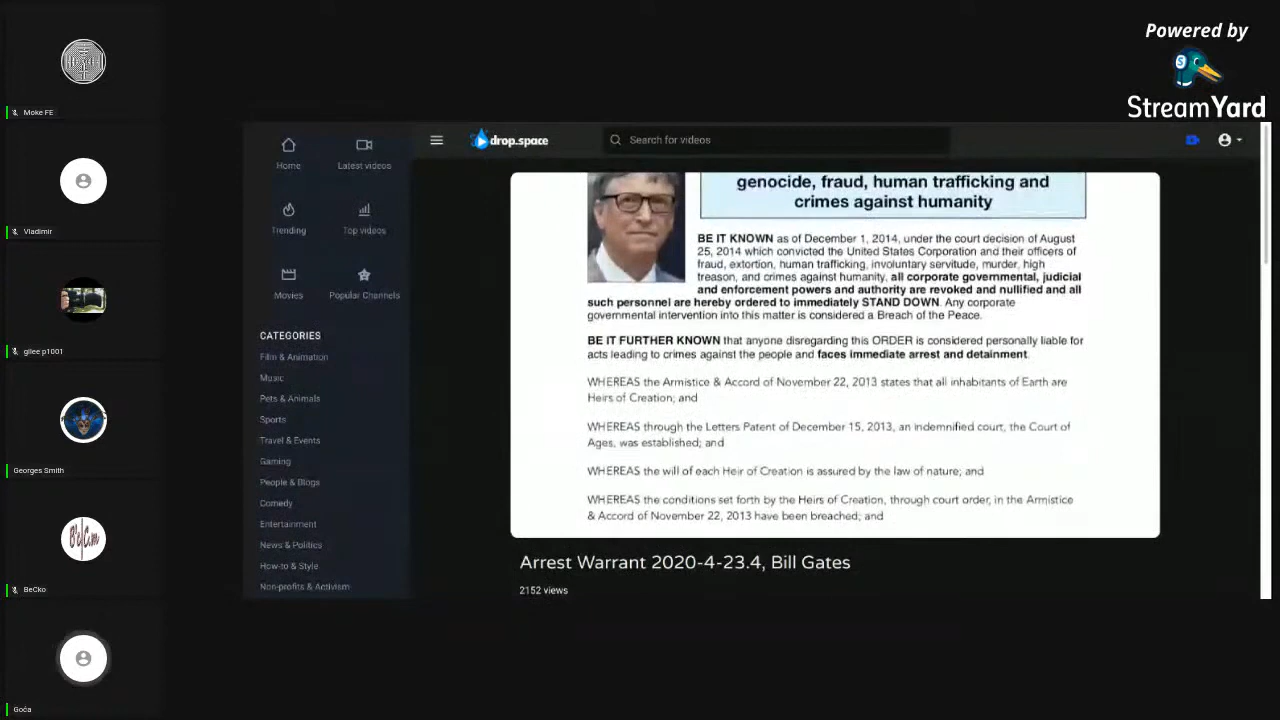 Powered by
StreamYard
Moke FE
Vladimir
gilee p1001
Georges Smith
BeCko
Goća
Home
Latest videos
Trending
Top videos
Movies
Popular Channels
CATEGORIES
Film & Animation
Music
Pets & Animals
Sports
Travel & Events
Gaming
People & Blogs
Comedy
Entertainment
News & Politics
How-to & Style
Non-profits & Activism
drop.space
Search for videos
genocide, fraud, human trafficking and
crimes against humanity
BE IT KNOWN as of December 1, 2014, under the court decision of August
25, 2014 which convicted the United States Corporation and their officers of
fraud, extortion, human trafficking, involuntary servitude, murder, high
treason, and crimes against humanity, all corporate governmental, judicial
and enforcement powers and authority are revoked and nullified and all
such personnel are hereby ordered to immediately STAND DOWN. Any corporate
governmental intervention into this matter is considered a Breach of the Peace.
BE IT FURTHER KNOWN that anyone disregarding this ORDER is considered personally liable for
acts leading to crimes against the people and faces immediate arrest and detainment.
WHEREAS the Armistice & Accord of November 22, 2013 states that all inhabitants of Earth are
Heirs of Creation; and
WHEREAS through the Letters Patent of December 15, 2013, an indemnified court, the Court of
Ages, was established; and
WHEREAS the will of each Heir of Creation is assured by the law of nature; and
WHEREAS the conditions set forth by the Heirs of Creation, through court order, in the Armistice
& Accord of November 22, 2013 have been breached; and
Arrest Warrant 2020-4-23.4, Bill Gates
2152 views